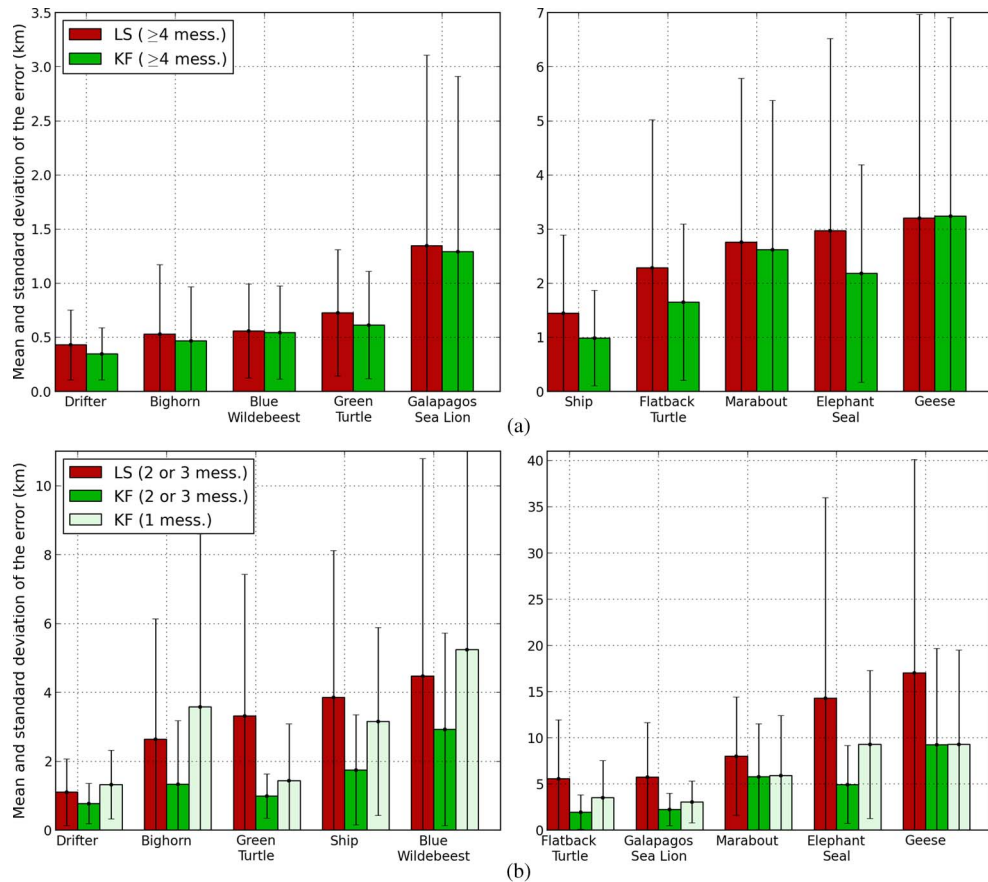 Mean and standard deviation of the error (km)
3.5
3.0
2.5
2.0
1.5
1.0
0.5
0.0
LS (≥4 mess.)
KF (≥4 mess.)
Drifter
Bighorn
Blue
Wildebeest
Green
Turtle
Galapagos
Sea Lion
7
6
5
4
3
2
1
0
Ship
Flatback
Turtle
Marabout
Elephant
Seal
Geese
(a)
Mean and standard deviation of the error (km)
10
8
6
4
2
0
LS (2 or 3 mess.)
KF (2 or 3 mess.)
KF (1 mess.)
Drifter
Bighorn
Green
Turtle
Ship
Blue
Wildebeest
40
35
30
25
20
15
10
5
0
Flatback
Turtle
Galapagos
Sea Lion
Marabout
Elephant
Seal
Geese
(b)